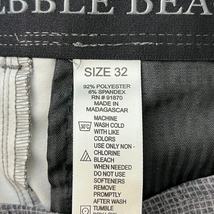 EBBLE BEA
SIZE 32
92% POLYESTER
8% SPANDEX
RN # 91870
MADE IN
MADAGASCAR
MACHINE
WASH COLD
WITH LIKE
COLORS
USE ONLY NON -
CHLORINE
BLEACH
WHEN NEEDED
DO NOT USE
SOFTENERS
REMOVE
PROMPTLY
AFTER WASH
TUMBLE